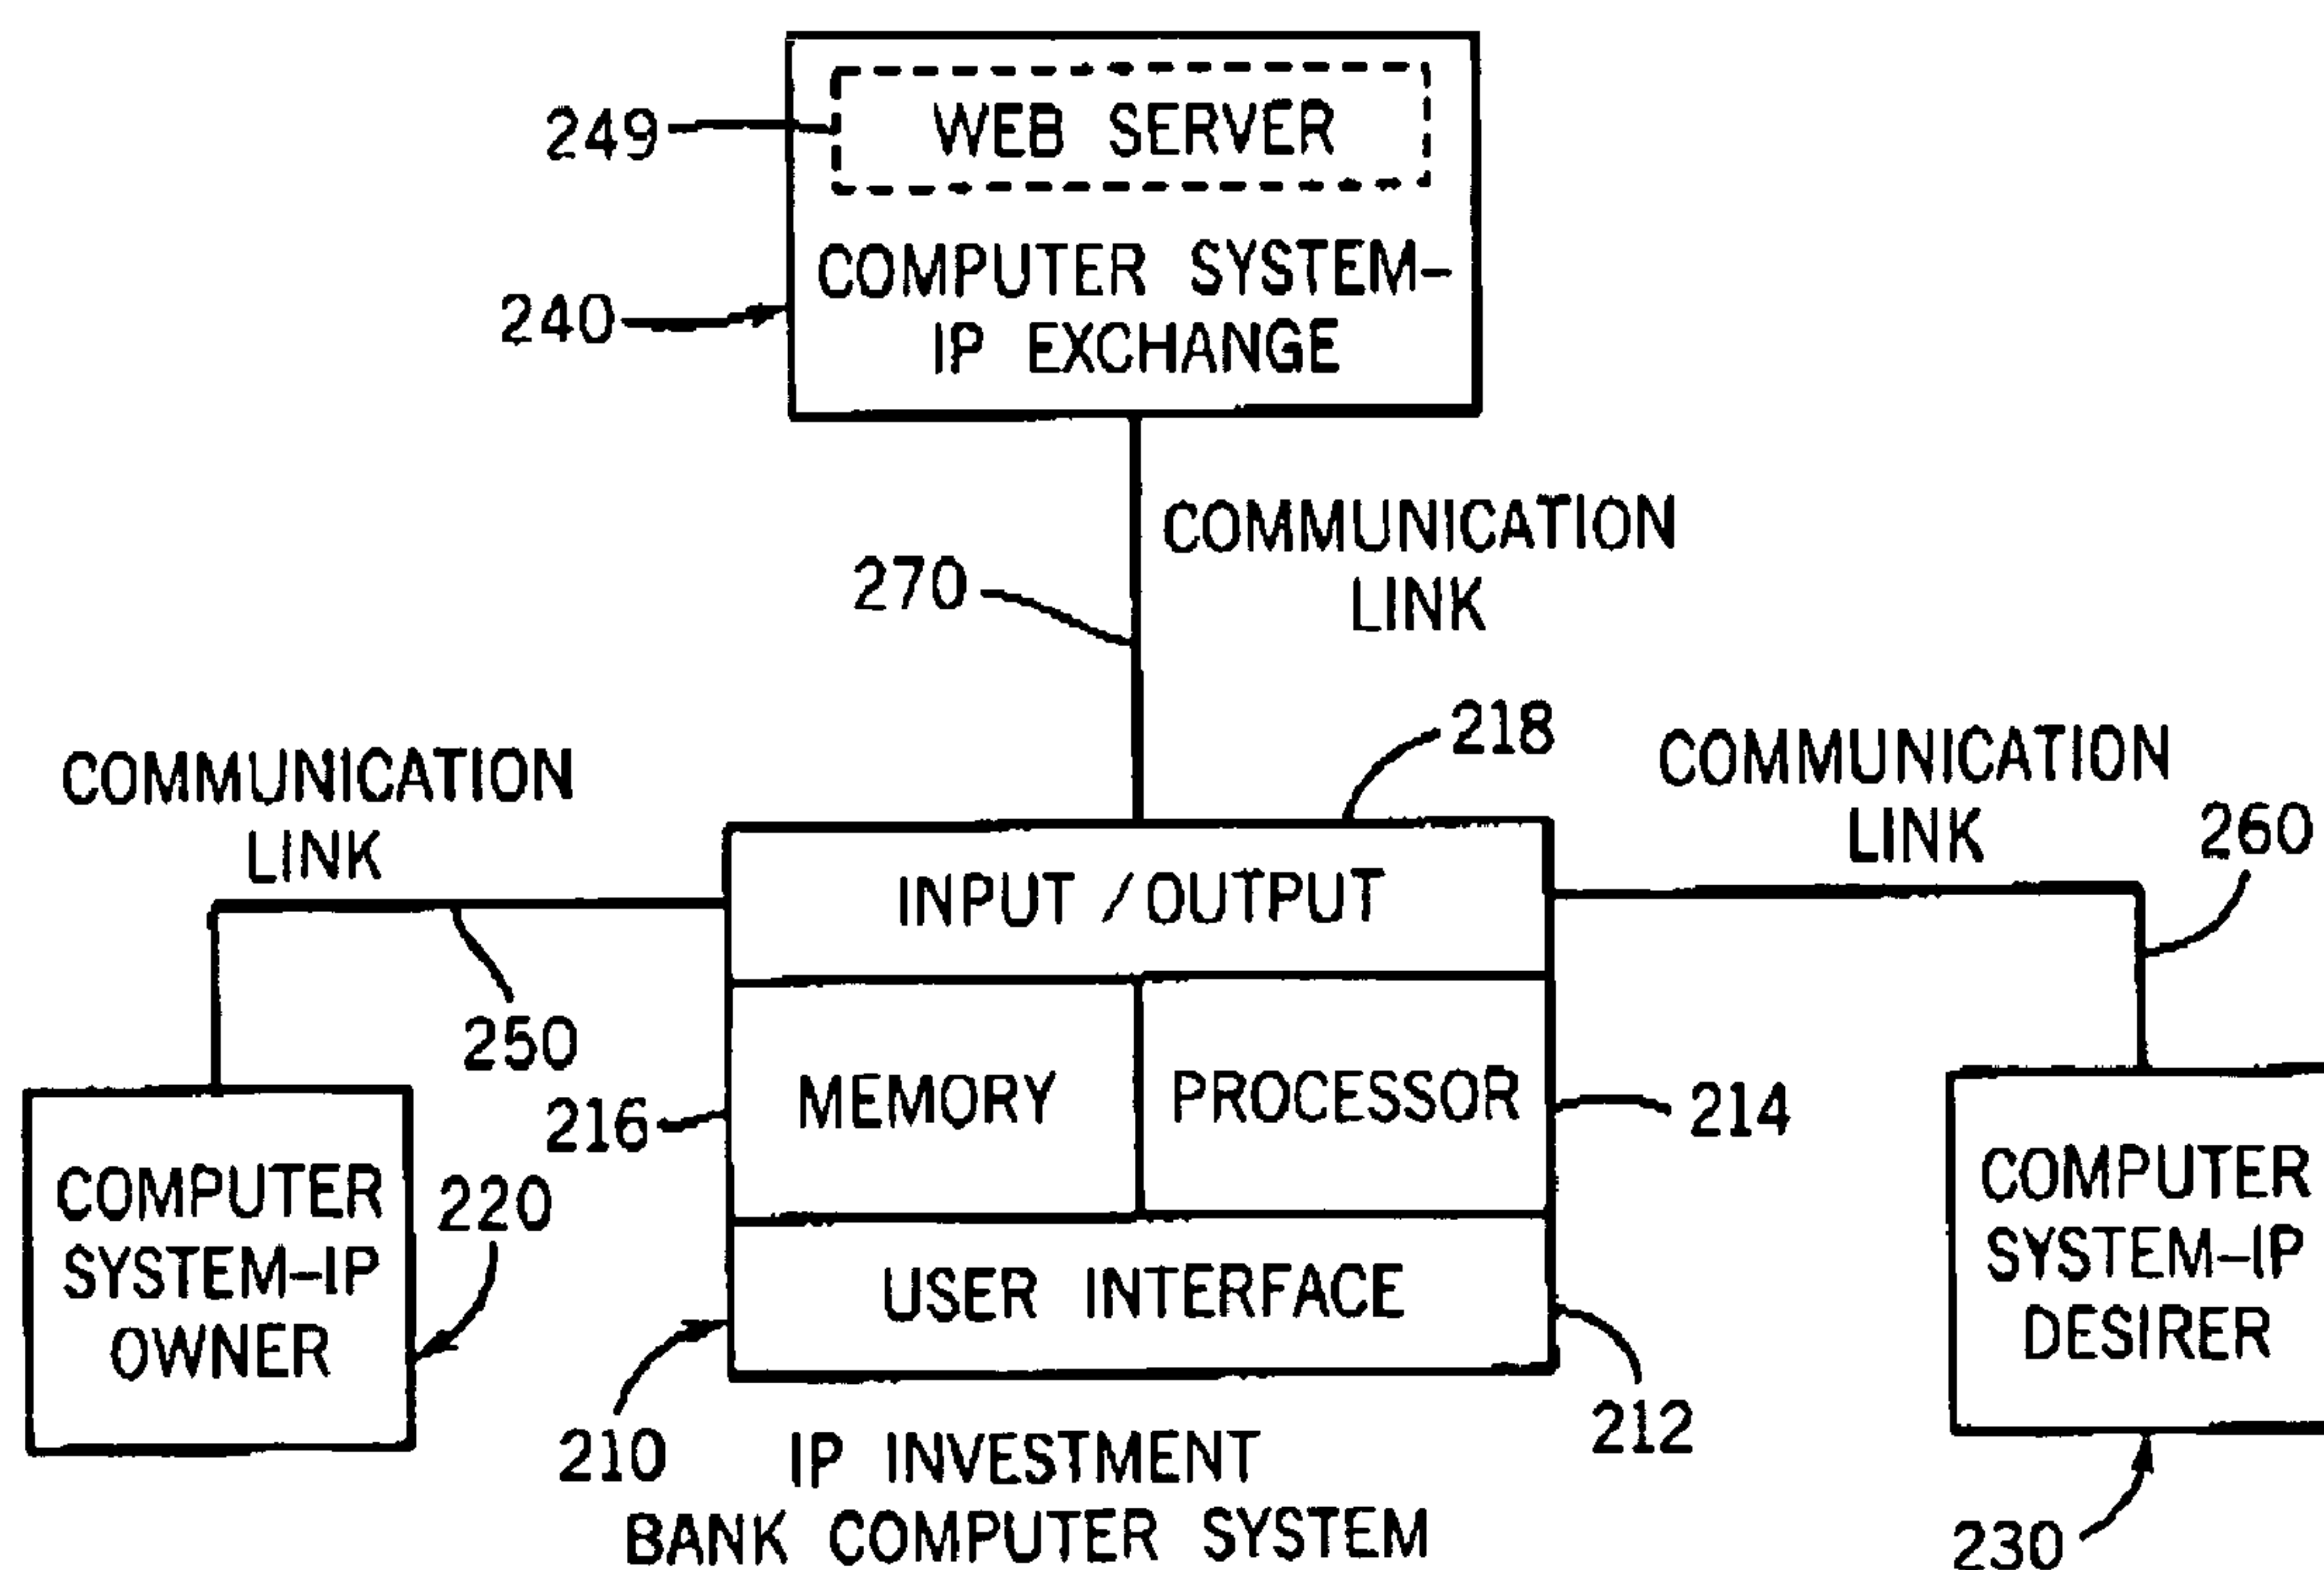 WEB SERVER
249
COMPUTER SYSTEM-
IP EXCHANGE
240
COMMUNICATION
LINK
270
218
COMMUNICATION
LINK
COMMUNICATION
LINK
260
INPUT / OUTPUT
250
MEMORY
PROCESSOR
216
214
COMPUTER
SYSTEM-IP
OWNER
220
COMPUTER
SYSTEM-IP
DESIRER
USER INTERFACE
210
212
IP INVESTMENT
BANK COMPUTER SYSTEM
230